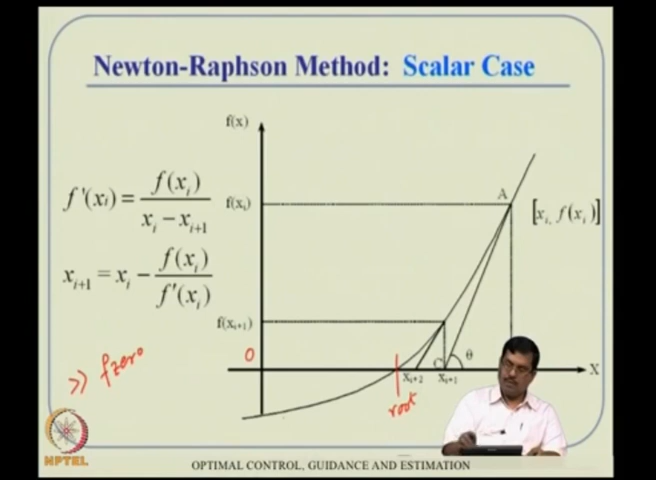 Newton-Raphson Method: Scalar Case
f(x)
f'(xᵢ) = f(xᵢ) / (xᵢ − xᵢ₊₁)
f(xᵢ)
A
[xᵢ, f(xᵢ)]
xᵢ₊₁ = xᵢ − f(xᵢ) / f'(xᵢ)
f(xᵢ₊₁)
0
C θ
X
xᵢ₊₂ xᵢ₊₁
>> fzero
root
NPTEL
OPTIMAL CONTROL, GUIDANCE AND ESTIMATION